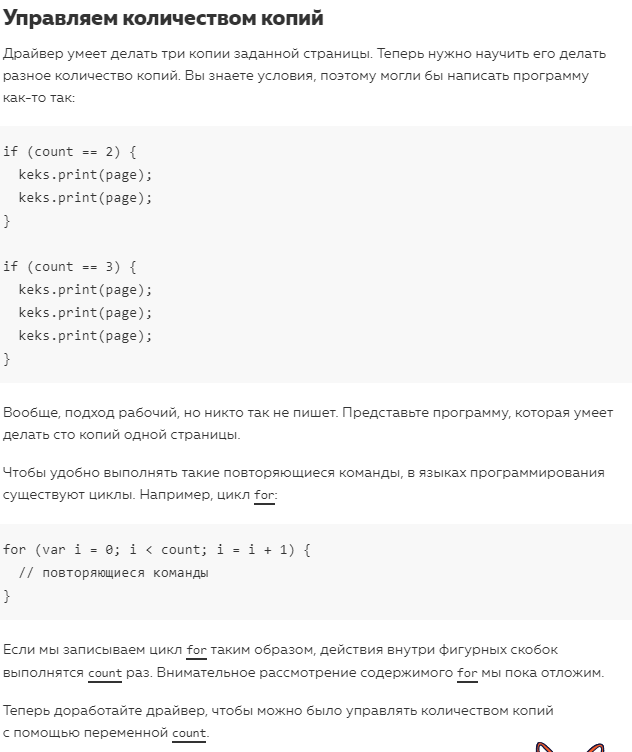 Управляем количеством копий
Драйвер умеет делать три копии заданной страницы. Теперь нужно научить его делать
разное количество копий. Вы знаете условия, поэтому могли бы написать программу
как-то так:
if (count == 2) {
  keks.print(page);
  keks.print(page);
}
if (count == 3) {
  keks.print(page);
  keks.print(page);
  keks.print(page);
}
Вообще, подход рабочий, но никто так не пишет. Представьте программу, которая умеет
делать сто копий одной страницы.
Чтобы удобно выполнять такие повторяющиеся команды, в языках программирования
существуют циклы. Например, цикл for:
for (var i = 0; i < count; i = i + 1) {
  // повторяющиеся команды
}
Если мы записываем цикл for таким образом, действия внутри фигурных скобок
выполнятся count раз. Внимательное рассмотрение содержимого for мы пока отложим.
Теперь доработайте драйвер, чтобы можно было управлять количеством копий
с помощью переменной count.